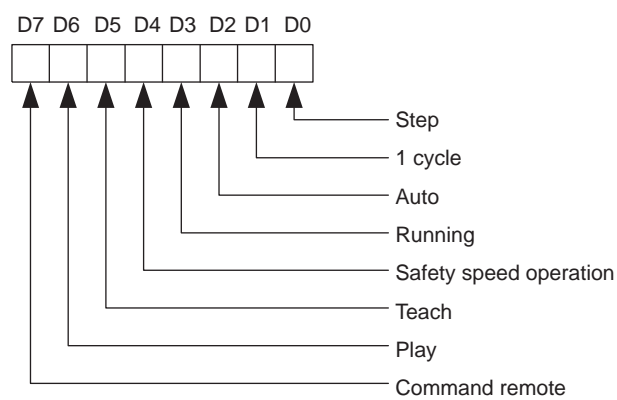 D7 D6 D5 D4 D3 D2 D1 D0
Step
1 cycle
Auto
Running
Safety speed operation
Teach
Play
Command remote